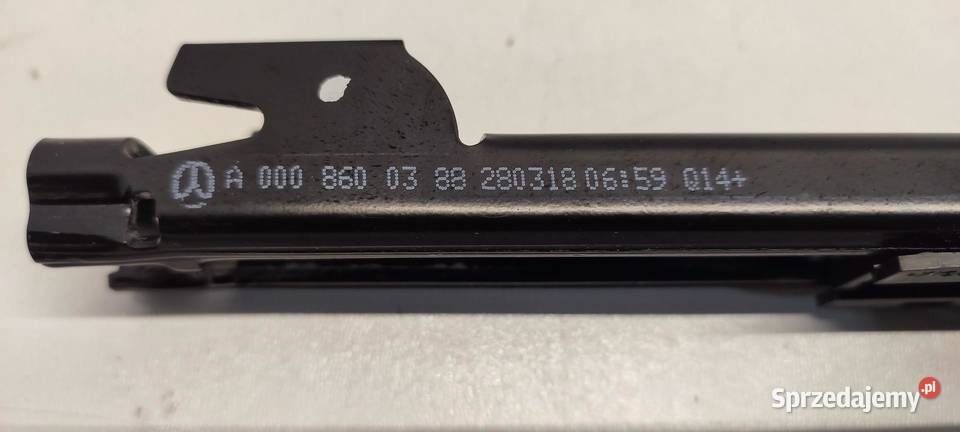 A 000 860 03 88 280318 06:59 Q14+
Sprzedajemy.pl